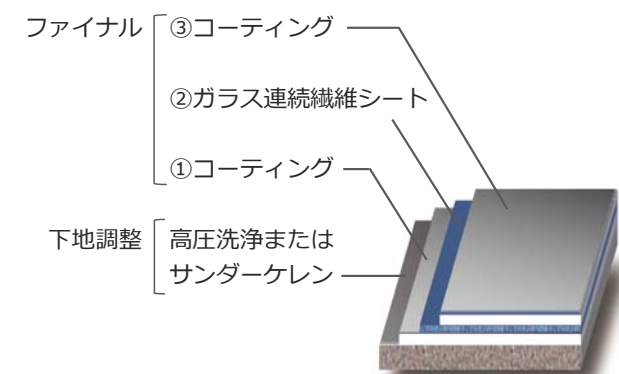 ファイナル
③コーティング
②ガラス連続繊維シート
①コーティング
下地調整
高圧洗浄または
サンダーケレン